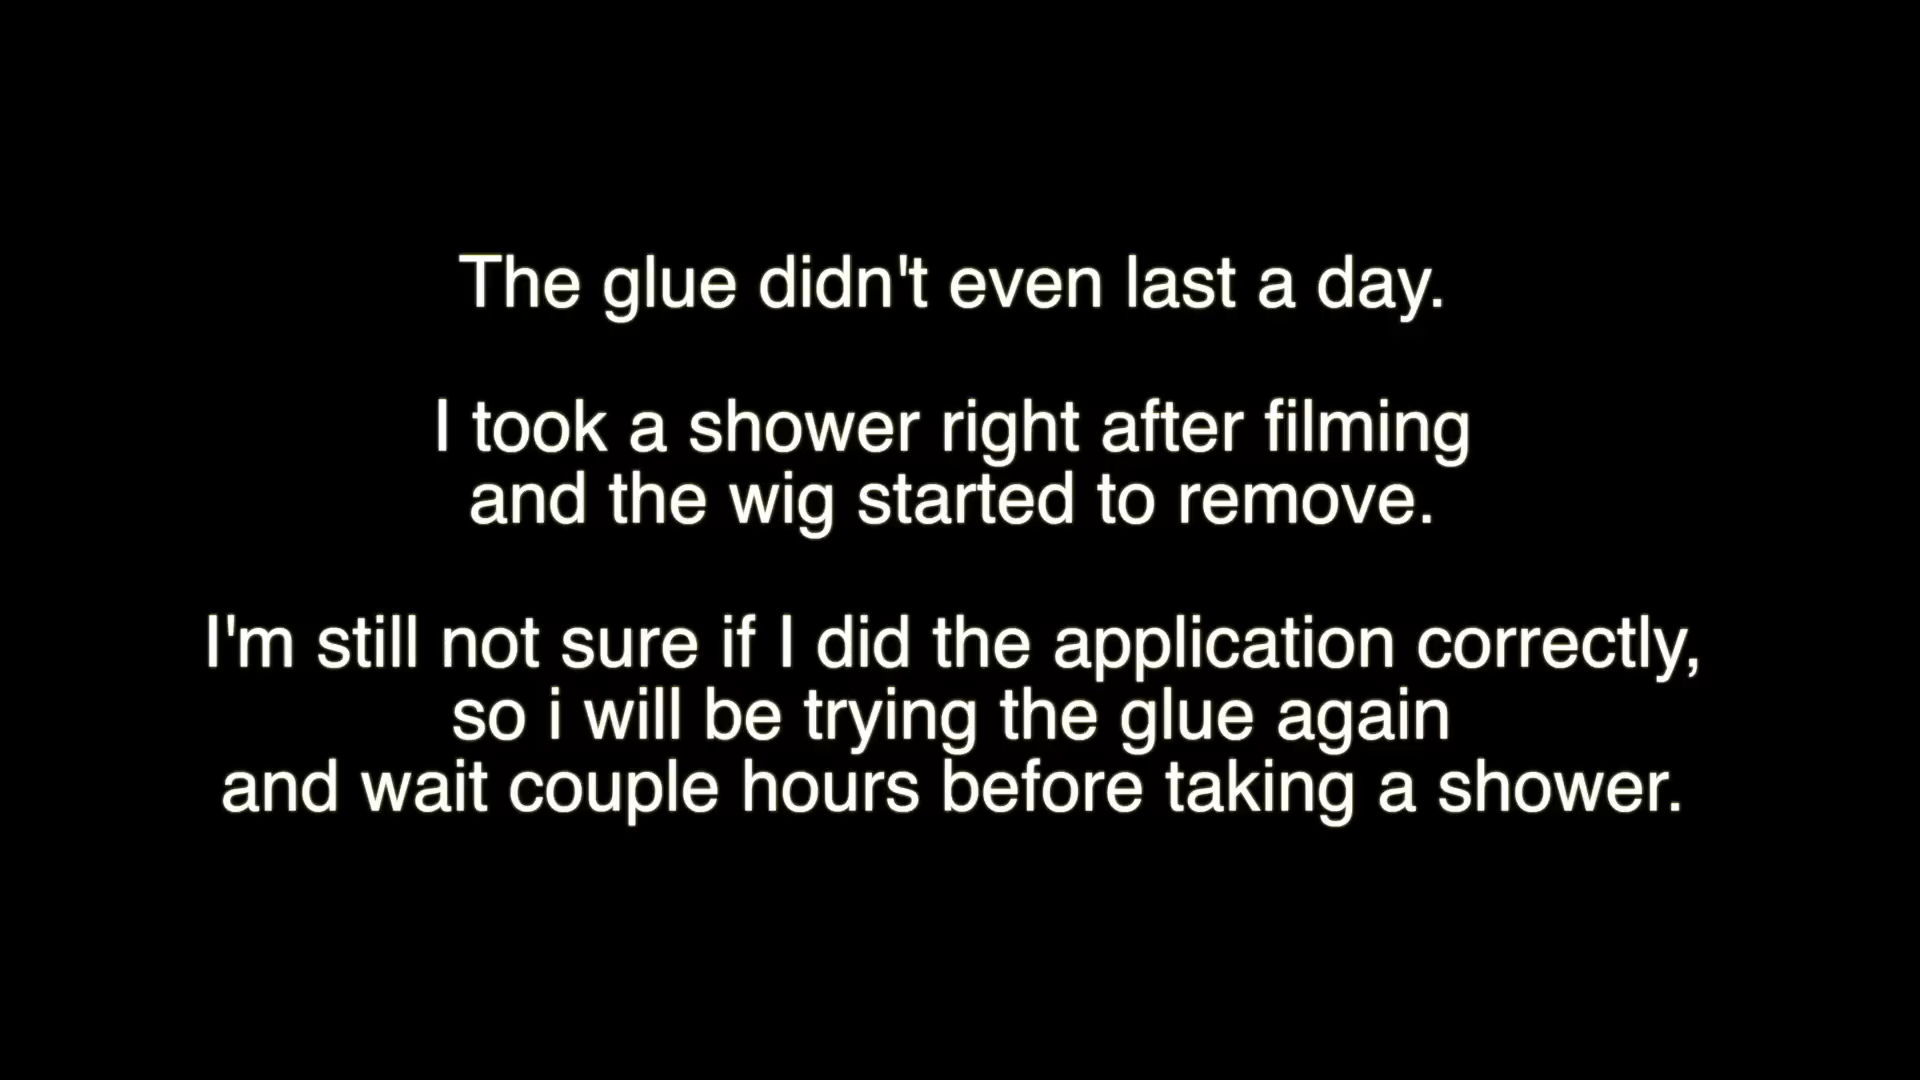 The glue didn't even last a day.
I took a shower right after filming
and the wig started to remove.
I'm still not sure if I did the application correctly,
so i will be trying the glue again
and wait couple hours before taking a shower.